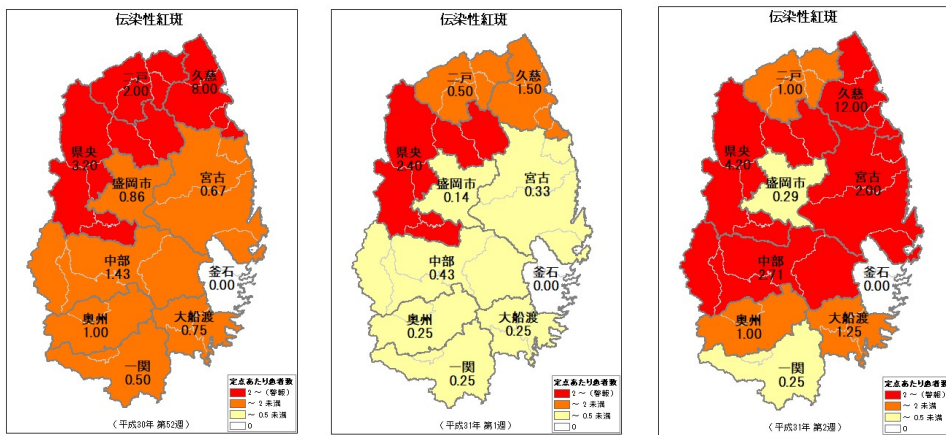 伝染性紅斑
二戸
2.00
久慈
8.00
県央
3.20
盛岡市
0.86
宮古
0.67
中部
1.43
釜石
0.00
奥州
1.00
大船渡
0.75
一関
0.50
定点あたり患者数
2～（警報）
～2未満
～0.5未満
0
（平成30年 第52週）
伝染性紅斑
二戸
0.50
久慈
1.50
県央
2.40
盛岡市
0.14
宮古
0.33
中部
0.43
釜石
0.00
奥州
0.25
大船渡
0.25
一関
0.25
定点あたり患者数
2～（警報）
～2未満
～0.5未満
0
（平成31年 第1週）
伝染性紅斑
二戸
1.00
久慈
12.00
県央
4.20
盛岡市
0.29
宮古
2.00
中部
2.71
釜石
0.00
奥州
1.00
大船渡
1.25
一関
0.25
定点あたり患者数
2～（警報）
～2未満
～0.5未満
0
（平成31年 第2週）